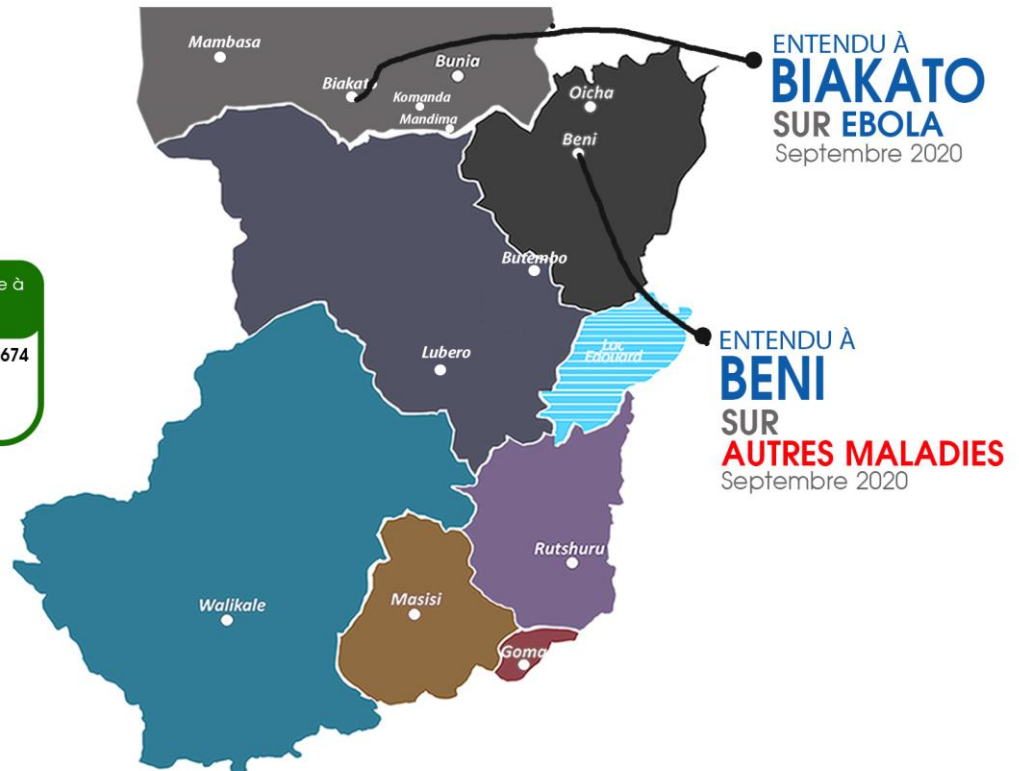 Mambasa
Bunia
Biakato
Komanda
Mandima
Oicha
Beni
ENTENDU À
BIAKATO
SUR EBOLA
Septembre 2020
Butembo
e à
674
Lubero
Luc
Edouard
ENTENDU À
BENI
SUR
AUTRES MALADIES
Septembre 2020
Rutshuru
Walikale
Masisi
Goma